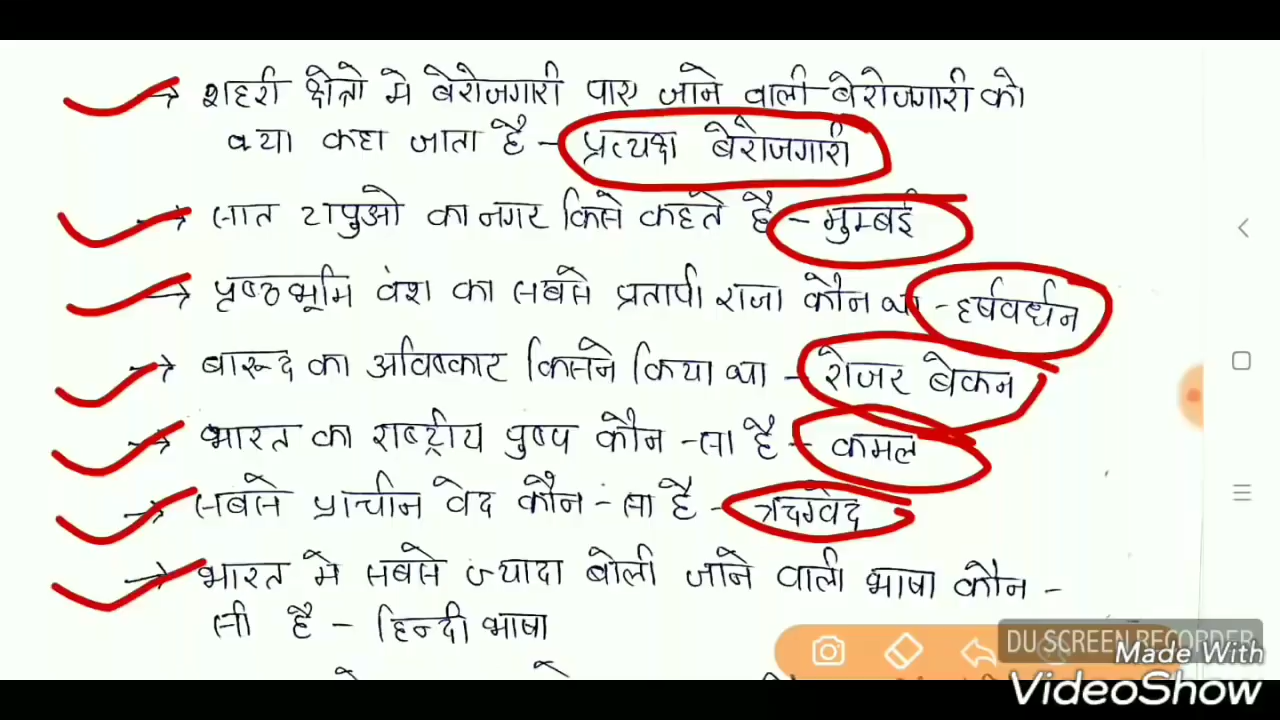 → शहरी क्षेत्रो मे बेरोजगारी पाए जाने वाली बेरोजगारी को
क्या कहा जाता है - प्रत्यक्ष बेरोजगारी
→ सात टापुओ का नगर किसे कहते है - मुम्बई
→ पृष्ठभूमि वंश का सबसे प्रतापी राजा कौन था - हर्षवर्धन
→ बारूद का अविष्कार किसने किया था - रोजर बेकन
→ भारत का राष्ट्रीय पुष्प कौन - सा है - कमल
→ सबसे प्राचीन वेद कौन - सा है - ऋग्वेद
→ भारत मे सबसे ज्यादा बोली जाने वाली भाषा कौन -
सी है - हिन्दी भाषा
DU SCREEN RECORDER
Made With
VideoShow